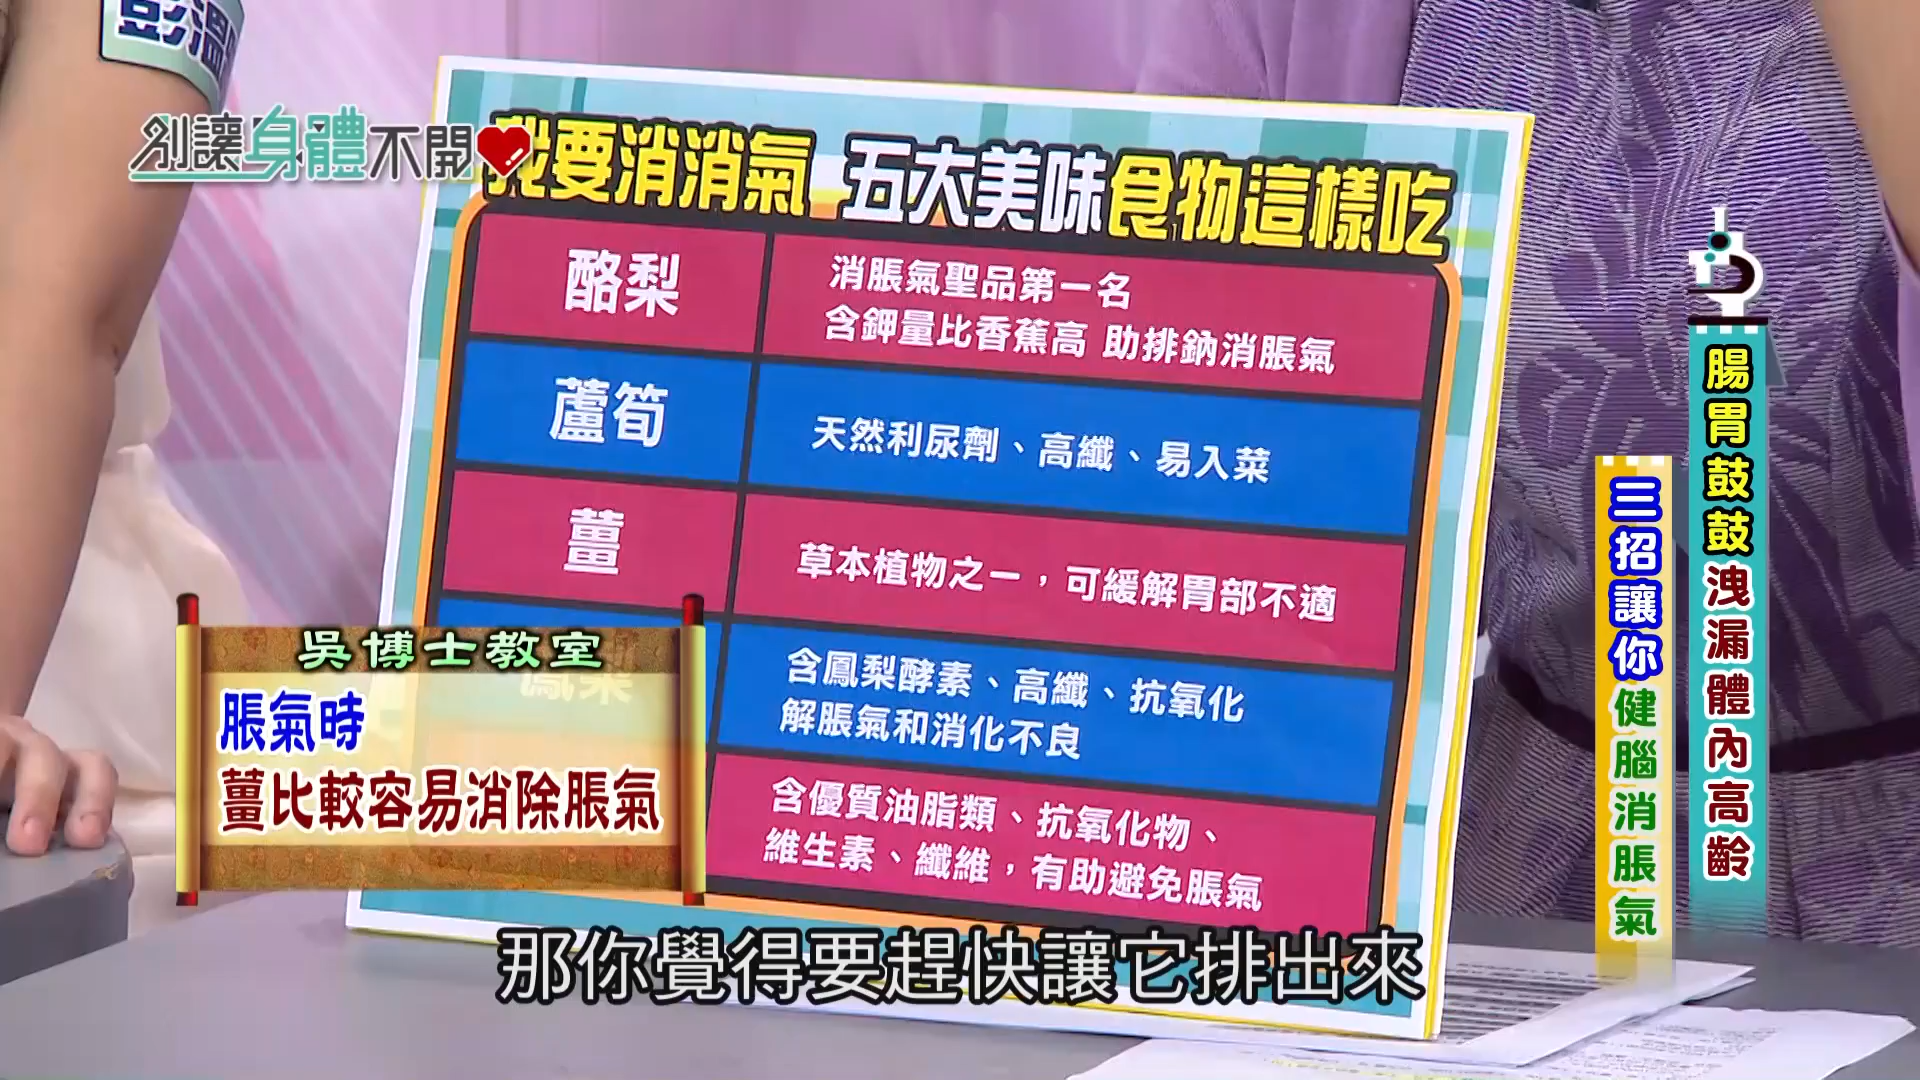 別讓身體不開
我要消消氣 五大美味食物這樣吃
酪梨
消脹氣聖品第一名
含鉀量比香蕉高 助排鈉消脹氣
蘆筍
天然利尿劑、高纖、易入菜
薑
草本植物之一，可緩解胃部不適
鳳梨
含鳳梨酵素、高纖、抗氧化
解脹氣和消化不良
含優質油脂類、抗氧化物、
維生素、纖維，有助避免脹氣
吳博士教室
脹氣時
薑比較容易消除脹氣
腸胃鼓鼓洩漏體內高齡
三招讓你健腦消脹氣
那你覺得要趕快讓它排出來